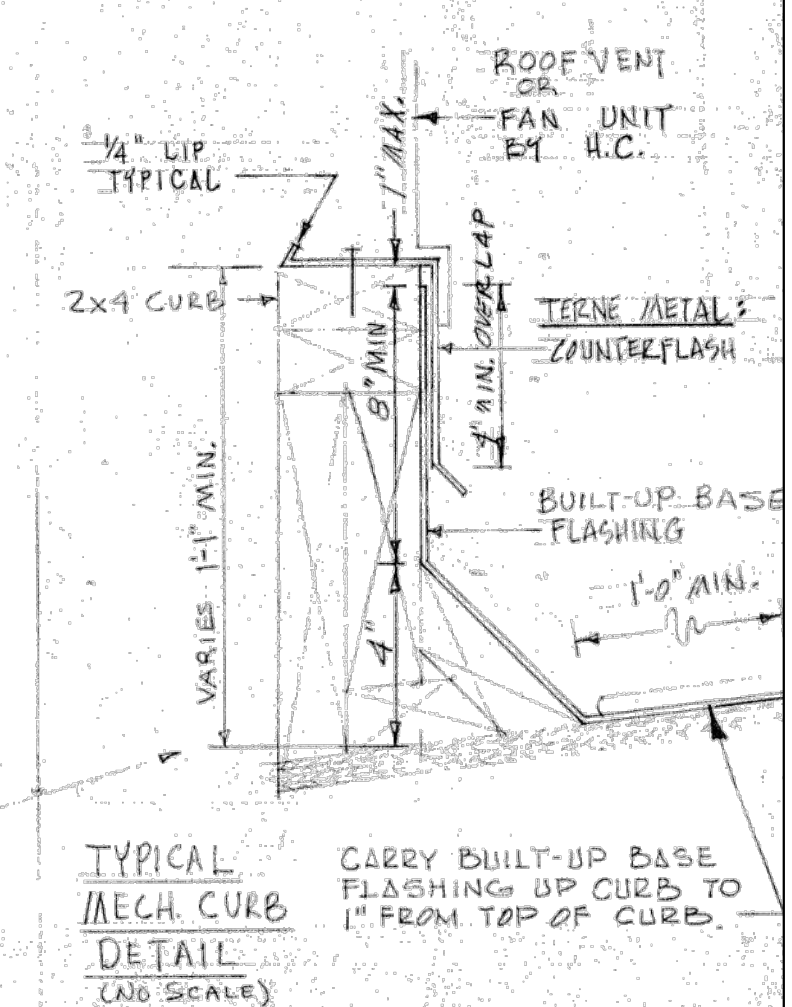 ROOF VENT
OR
FAN UNIT
BY H.C.
1/4" LIP
TYPICAL
1" MAX.
2x4 CURB
8" MIN
4" MIN. OVERLAP
TERNE METAL:
COUNTERFLASH
VARIES 1'-1" MIN.
BUILT-UP BASE
FLASHING
1'-0" MIN.
4"
TYPICAL
MECH. CURB
DETAIL
(NO SCALE)
CARRY BUILT-UP BASE
FLASHING UP CURB TO
1" FROM TOP OF CURB.